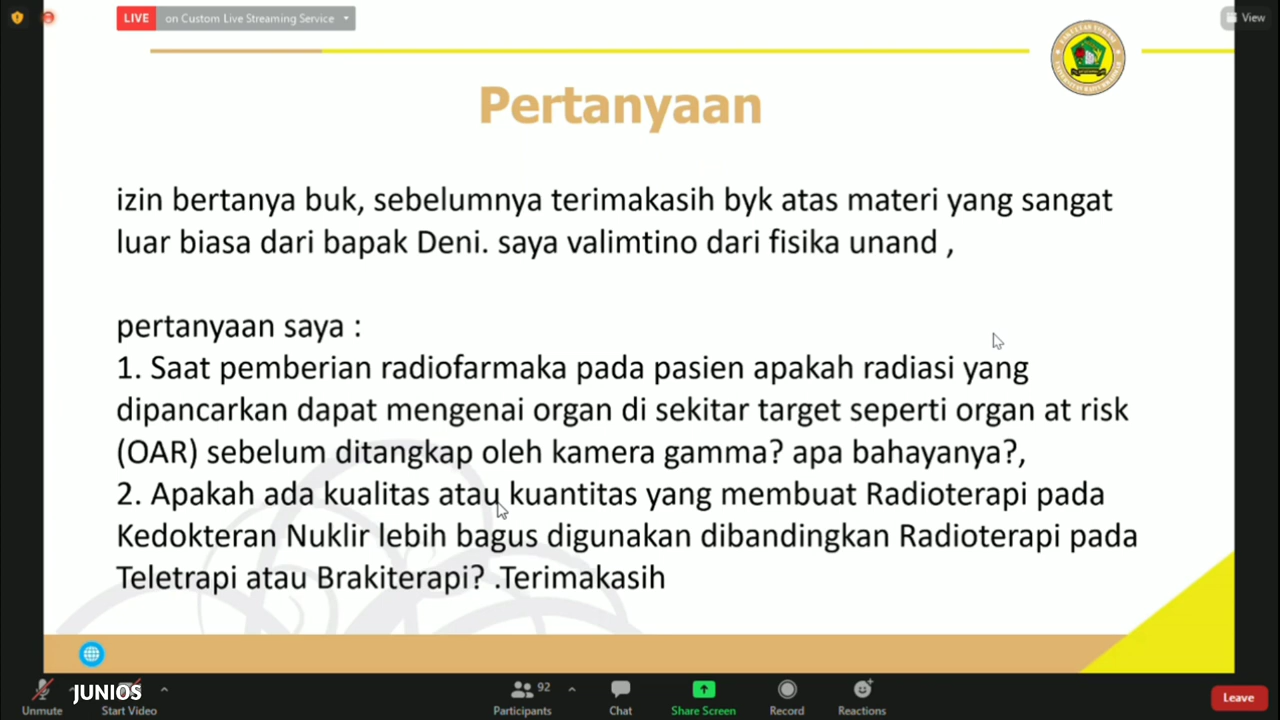 LIVE on Custom Live Streaming Service
View
Pertanyaan
izin bertanya buk, sebelumnya terimakasih byk atas materi yang sangat
luar biasa dari bapak Deni. saya valimtino dari fisika unand ,
pertanyaan saya :
1. Saat pemberian radiofarmaka pada pasien apakah radiasi yang
dipancarkan dapat mengenai organ di sekitar target seperti organ at risk
(OAR) sebelum ditangkap oleh kamera gamma? apa bahayanya?,
2. Apakah ada kualitas atau kuantitas yang membuat Radioterapi pada
Kedokteran Nuklir lebih bagus digunakan dibandingkan Radioterapi pada
Teletrapi atau Brakiterapi? .Terimakasih
JUNIOS
92
Unmute Start Video Participants Chat Share Screen Record Reactions Leave